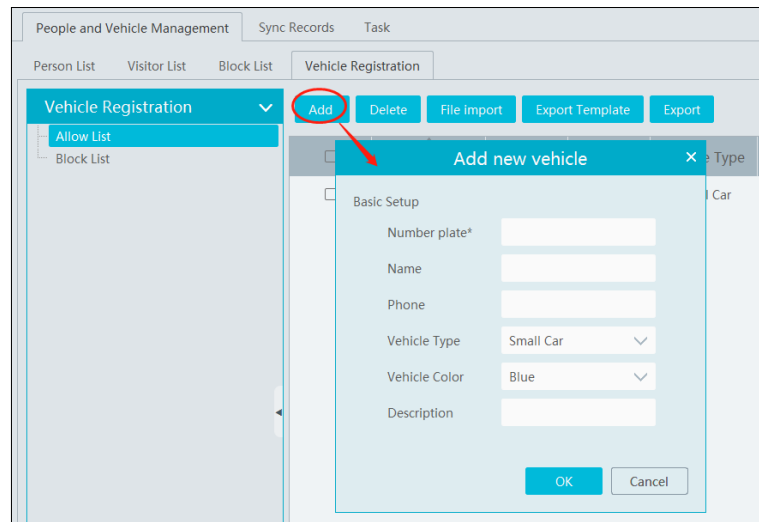 People and Vehicle Management Sync Records Task
Person List Visitor List Block List Vehicle Registration
Vehicle Registration
Add Delete File import Export Template Export
Allow List
Block List
Add new vehicle
Type
Car
Basic Setup
Number plate*
Name
Phone
Vehicle Type Small Car
Vehicle Color Blue
Description
OK Cancel